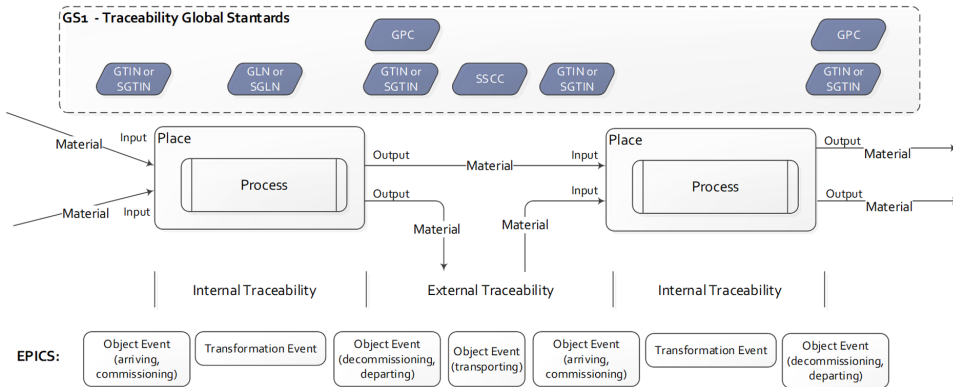 GS1 - Traceability Global Stantards
GPC
GPC
GTIN or
SGTIN
GLN or
SGLN
GTIN or
SGTIN
SSCC
GTIN or
SGTIN
GTIN or
SGTIN
Material
Input
Place
Process
Material
Input
Output
Material
Input
Output
Material
Material
Input
Place
Process
Output
Material
Output
Material
Internal Traceability
External Traceability
Internal Traceability
EPICS:
Object Event
(arriving,
commissioning)
Transformation Event
Object Event
(decommissioning,
departing)
Object Event
(transporting)
Object Event
(arriving,
commissioning)
Transformation Event
Object Event
(decommissioning,
departing)